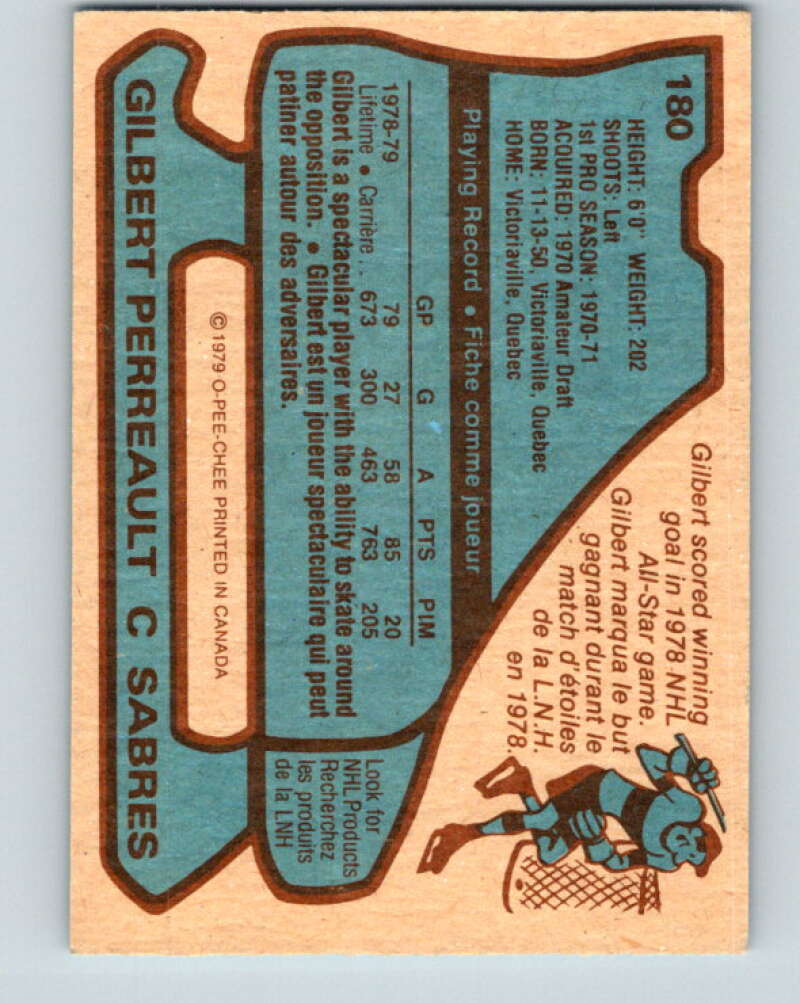 180
HEIGHT: 6'0" WEIGHT: 202
SHOOTS: Left
1st PRO SEASON: 1970-71
ACQUIRED: 1970 Amateur Draft
BORN: 11-13-50, Victoriaville, Quebec
HOME: Victoriaville, Quebec
Gilbert scored winning
goal in 1978 NHL
All-Star game.
Gilbert marqua le but
gagnant durant le
match d'étoiles
de la L.N.H.
en 1978.
Playing Record • Fiche comme joueur
GP G A PTS PIM
1978-79 79 27 58 85 20
Lifetime • Carrière . 673 300 463 763 205
Gilbert is a spectacular player with the ability to skate around
the opposition. • Gilbert est un joueur spectaculaire qui peut
patiner autour des adversaires.
Look for
NHL Products
Recherchez
les produits
de la LNH
© 1979 O-PEE-CHEE PRINTED IN CANADA
GILBERT PERREAULT C SABRES